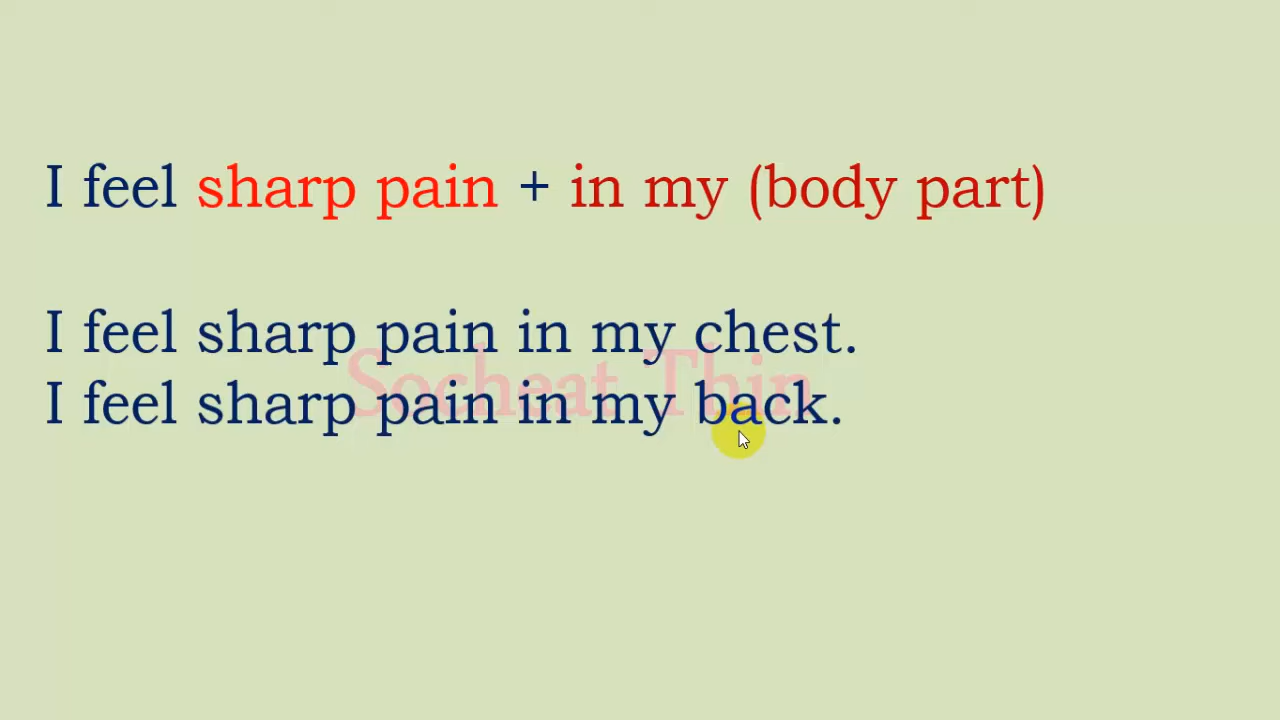 I feel sharp pain + in my (body part)
I feel sharp pain in my chest.
Socheat Thin
I feel sharp pain in my back.